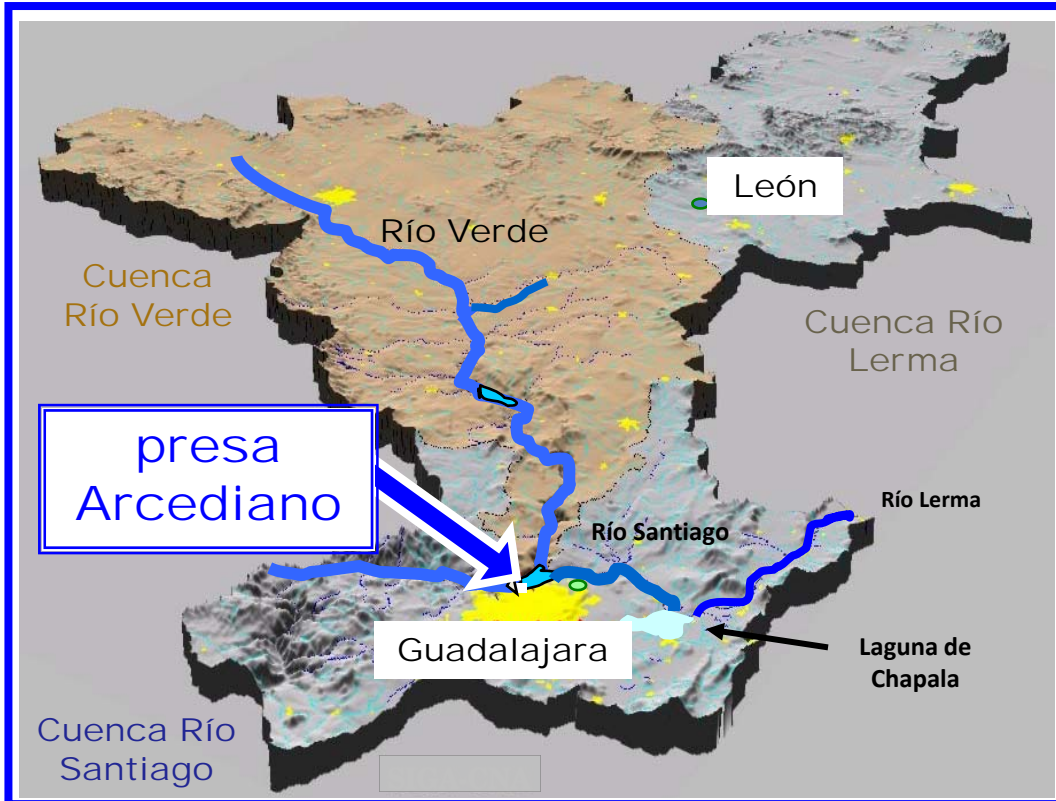 León
Río Verde
Cuenca
Río Verde
Cuenca Río
Lerma
presa
Arcediano
Río Lerma
Río Santiago
Guadalajara
Laguna de
Chapala
Cuenca Río
Santiago